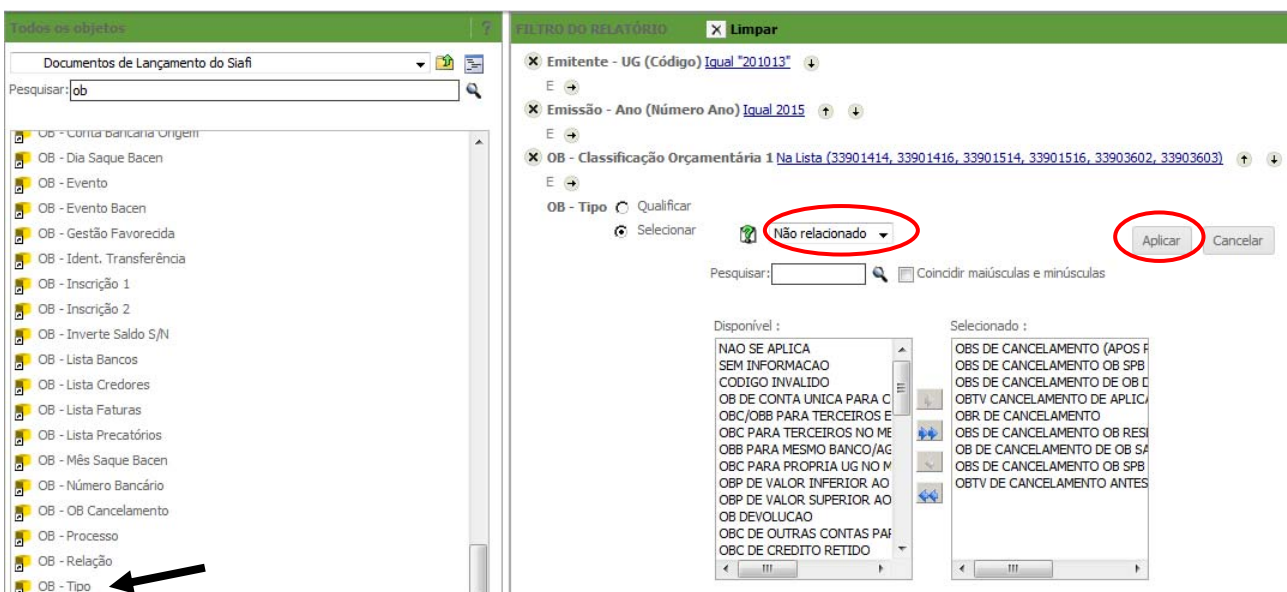 Todos os objetos ?
Documentos de Lançamento do Siafi
Pesquisar: ob
OB - Conta Bancária Origem
OB - Dia Saque Bacen
OB - Evento
OB - Evento Bacen
OB - Gestão Favorecida
OB - Ident. Transferência
OB - Inscrição 1
OB - Inscrição 2
OB - Inverte Saldo S/N
OB - Lista Bancos
OB - Lista Credores
OB - Lista Faturas
OB - Lista Precatórios
OB - Mês Saque Bacen
OB - Número Bancário
OB - OB Cancelamento
OB - Processo
OB - Relação
OB - Tipo
FILTRO DO RELATÓRIO Limpar
Emitente - UG (Código) Igual "201013"
E
Emissão - Ano (Número Ano) Igual 2015
E
OB - Classificação Orçamentária 1 Na Lista (33901414, 33901416, 33901514, 33901516, 33903602, 33903603)
E
OB - Tipo Qualificar
Selecionar Não relacionado Aplicar Cancelar
Pesquisar: Coincidir maiúsculas e minúsculas
Disponível :
NAO SE APLICA
SEM INFORMACAO
CODIGO INVALIDO
OB DE CONTA UNICA PARA C
OBC/OBB PARA TERCEIROS E
OBC PARA TERCEIROS NO ME
OBB PARA MESMO BANCO/AG
OBC PARA PROPRIA UG NO M
OBP DE VALOR INFERIOR AO
OBP DE VALOR SUPERIOR AO
OB DEVOLUCAO
OBC DE OUTRAS CONTAS PAR
OBC DE CREDITO RETIDO
Selecionado :
OBS DE CANCELAMENTO (APOS
OBS DE CANCELAMENTO OB SPB
OBS DE CANCELAMENTO DE OB
OBTV CANCELAMENTO DE APLICA
OBR DE CANCELAMENTO
OBS DE CANCELAMENTO OB RES
OB DE CANCELAMENTO DE OB SA
OBS DE CANCELAMENTO OB SPB
OBTV DE CANCELAMENTO ANTES